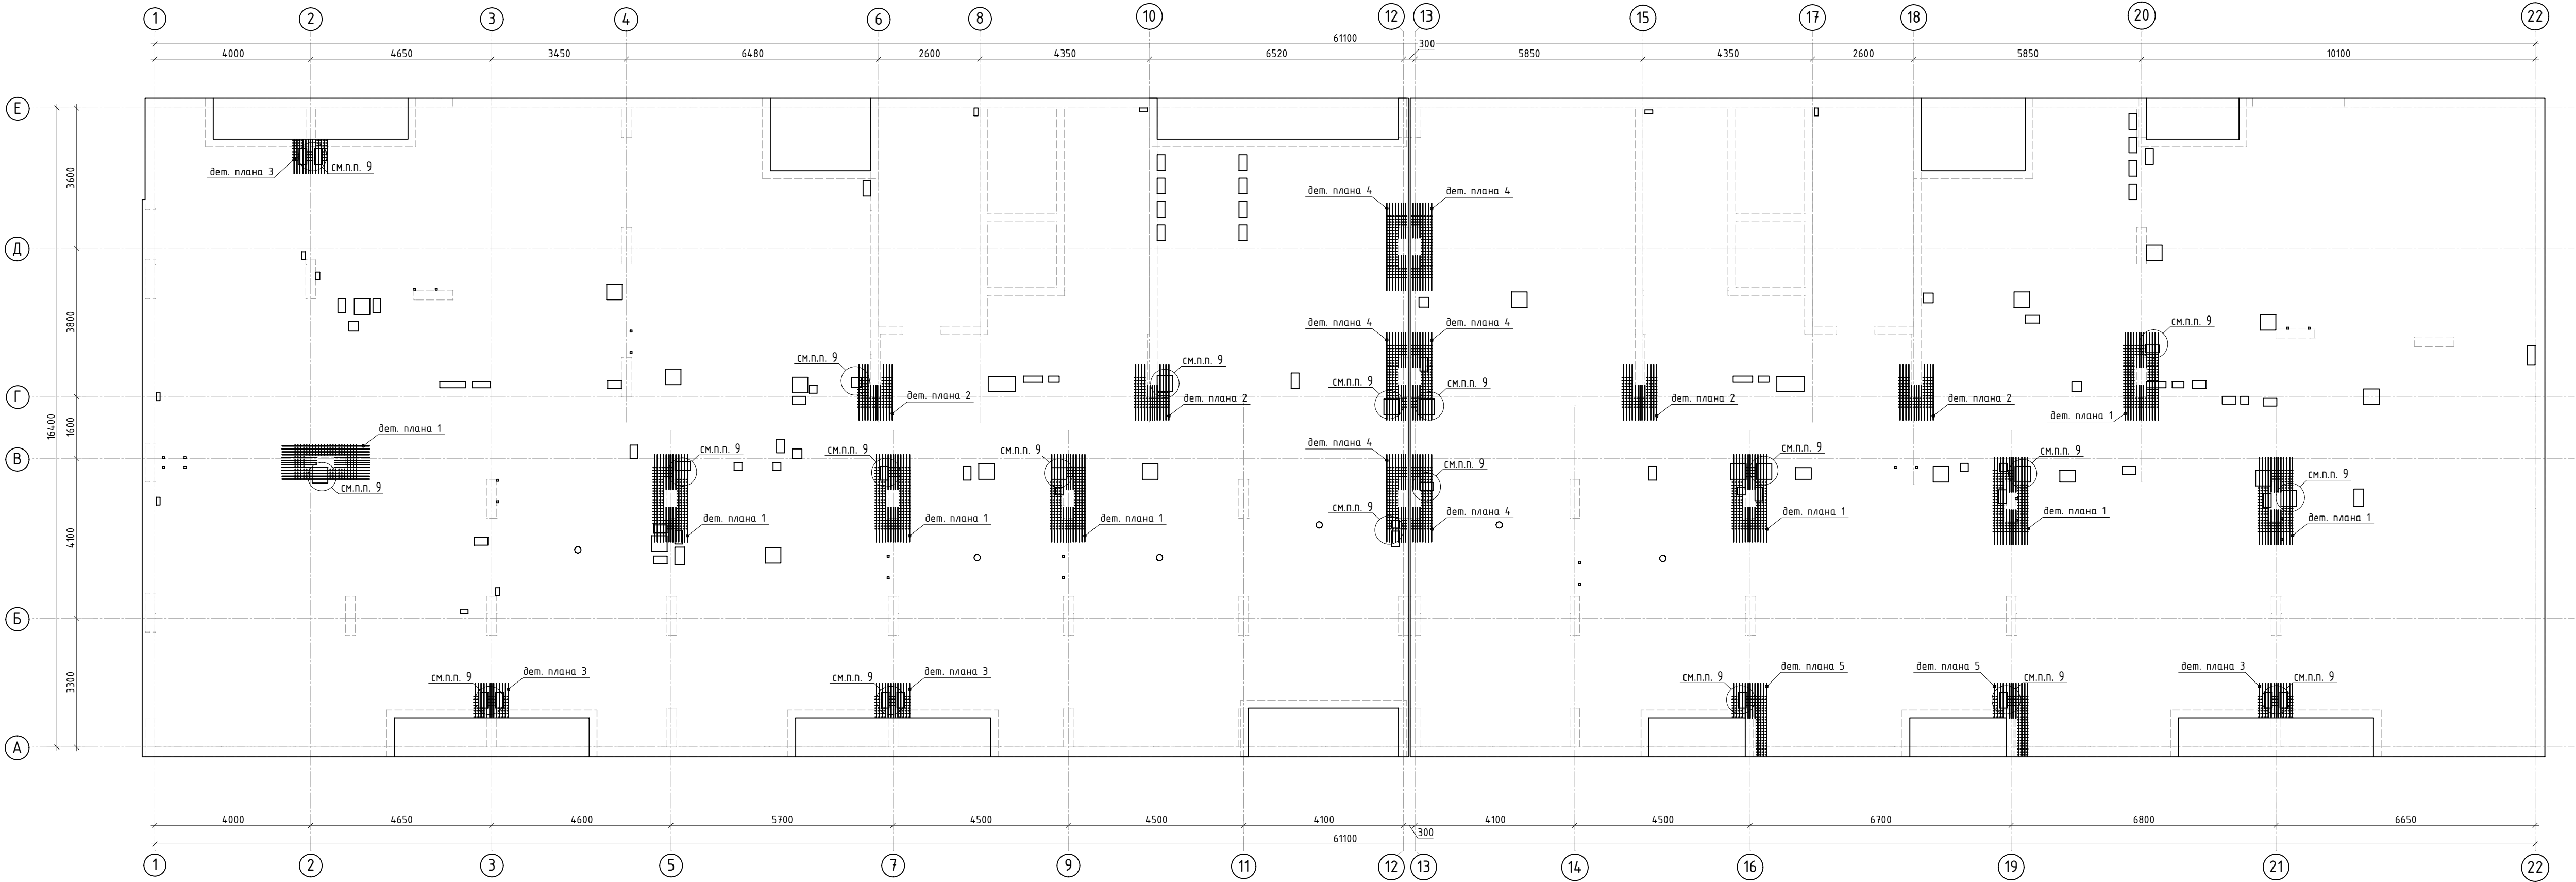 1 2 3 4 6 8 10 12 13 15 17 18 20 22
61100
4000 4650 3450 6480 2600 4350 6520 300 5850 4350 2600 5850 10100
Е
дет. плана 3 см.п.п. 9
3600
дет. плана 4 дет. плана 4
Д
3800
дет. плана 4 дет. плана 4 см.п.п. 9
см.п.п. 9 см.п.п. 9 см.п.п. 9 см.п.п. 9
Г
дет. плана 2 дет. плана 2 дет. плана 2 дет. плана 2 дет. плана 1
16400
1600
дет. плана 1 дет. плана 4
В
см.п.п. 9 см.п.п. 9 см.п.п. 9 см.п.п. 9 см.п.п. 9 см.п.п. 9
см.п.п. 9 см.п.п. 9
дет. плана 1 дет. плана 1 дет. плана 1 см.п.п. 9 дет. плана 4 дет. плана 1 дет. плана 1 дет. плана 1
4100
Б
3300
см.п.п. 9 дет. плана 3 см.п.п. 9 дет. плана 3 см.п.п. 9 дет. плана 5 дет. плана 5 см.п.п. 9 дет. плана 3 см.п.п. 9
А
4000 4650 4600 5700 4500 4500 4100 300 4100 4500 6700 6800 6650
61100
1 2 3 5 7 9 11 12 13 14 16 19 21 22